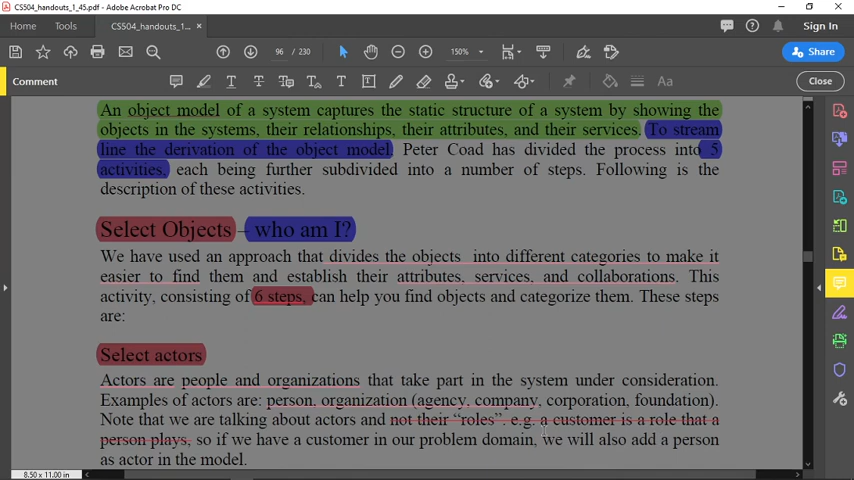 CS504_handouts_1_45.pdf - Adobe Acrobat Pro DC
Home Tools CS504_handouts_1... × Sign In
96 / 230 150% Share
Comment Close
An object model of a system captures the static structure of a system by showing the
objects in the systems, their relationships, their attributes, and their services. To stream
line the derivation of the object model. Peter Coad has divided the process into 5
activities, each being further subdivided into a number of steps. Following is the
description of these activities.
Select Objects – who am I?
We have used an approach that divides the objects into different categories to make it
easier to find them and establish their attributes, services, and collaborations. This
activity, consisting of 6 steps, can help you find objects and categorize them. These steps
are:
Select actors
Actors are people and organizations that take part in the system under consideration.
Examples of actors are: person, organization (agency, company, corporation, foundation).
Note that we are talking about actors and not their “roles”. e.g. a customer is a role that a
person plays, so if we have a customer in our problem domain, we will also add a person
as actor in the model.
8.50 x 11.00 in